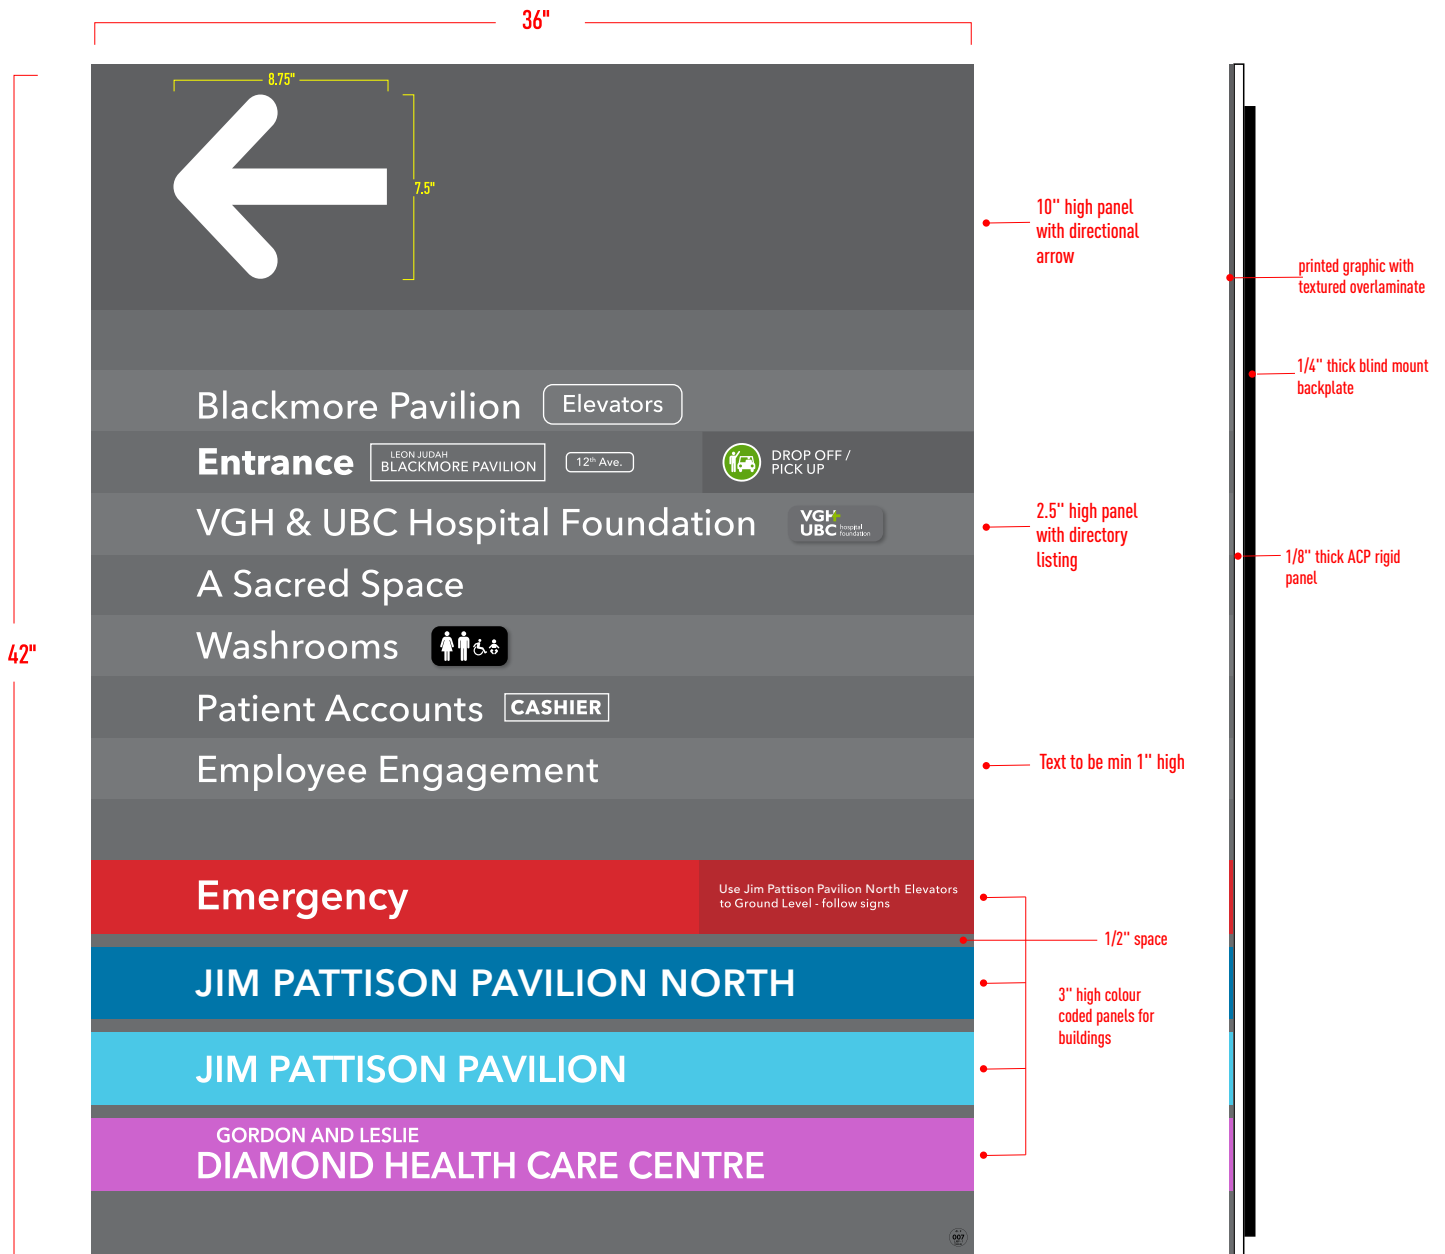 36"
8.75"
7.5"
10" high panel
with directional
arrow
printed graphic with
textured overlaminate
1/4" thick blind mount
backplate
Blackmore Pavilion Elevators
Entrance LEON JUDAH
BLACKMORE PAVILION 12th Ave. DROP OFF /
PICK UP
VGH & UBC Hospital Foundation VGH+
UBC hospital
foundation
2.5" high panel
with directory
listing
1/8" thick ACP rigid
panel
A Sacred Space
42"
Washrooms
Patient Accounts CASHIER
Employee Engagement
Text to be min 1" high
Emergency
Use Jim Pattison Pavilion North Elevators
to Ground Level - follow signs
1/2" space
JIM PATTISON PAVILION NORTH
3" high colour
coded panels for
buildings
JIM PATTISON PAVILION
GORDON AND LESLIE
DIAMOND HEALTH CARE CENTRE
007